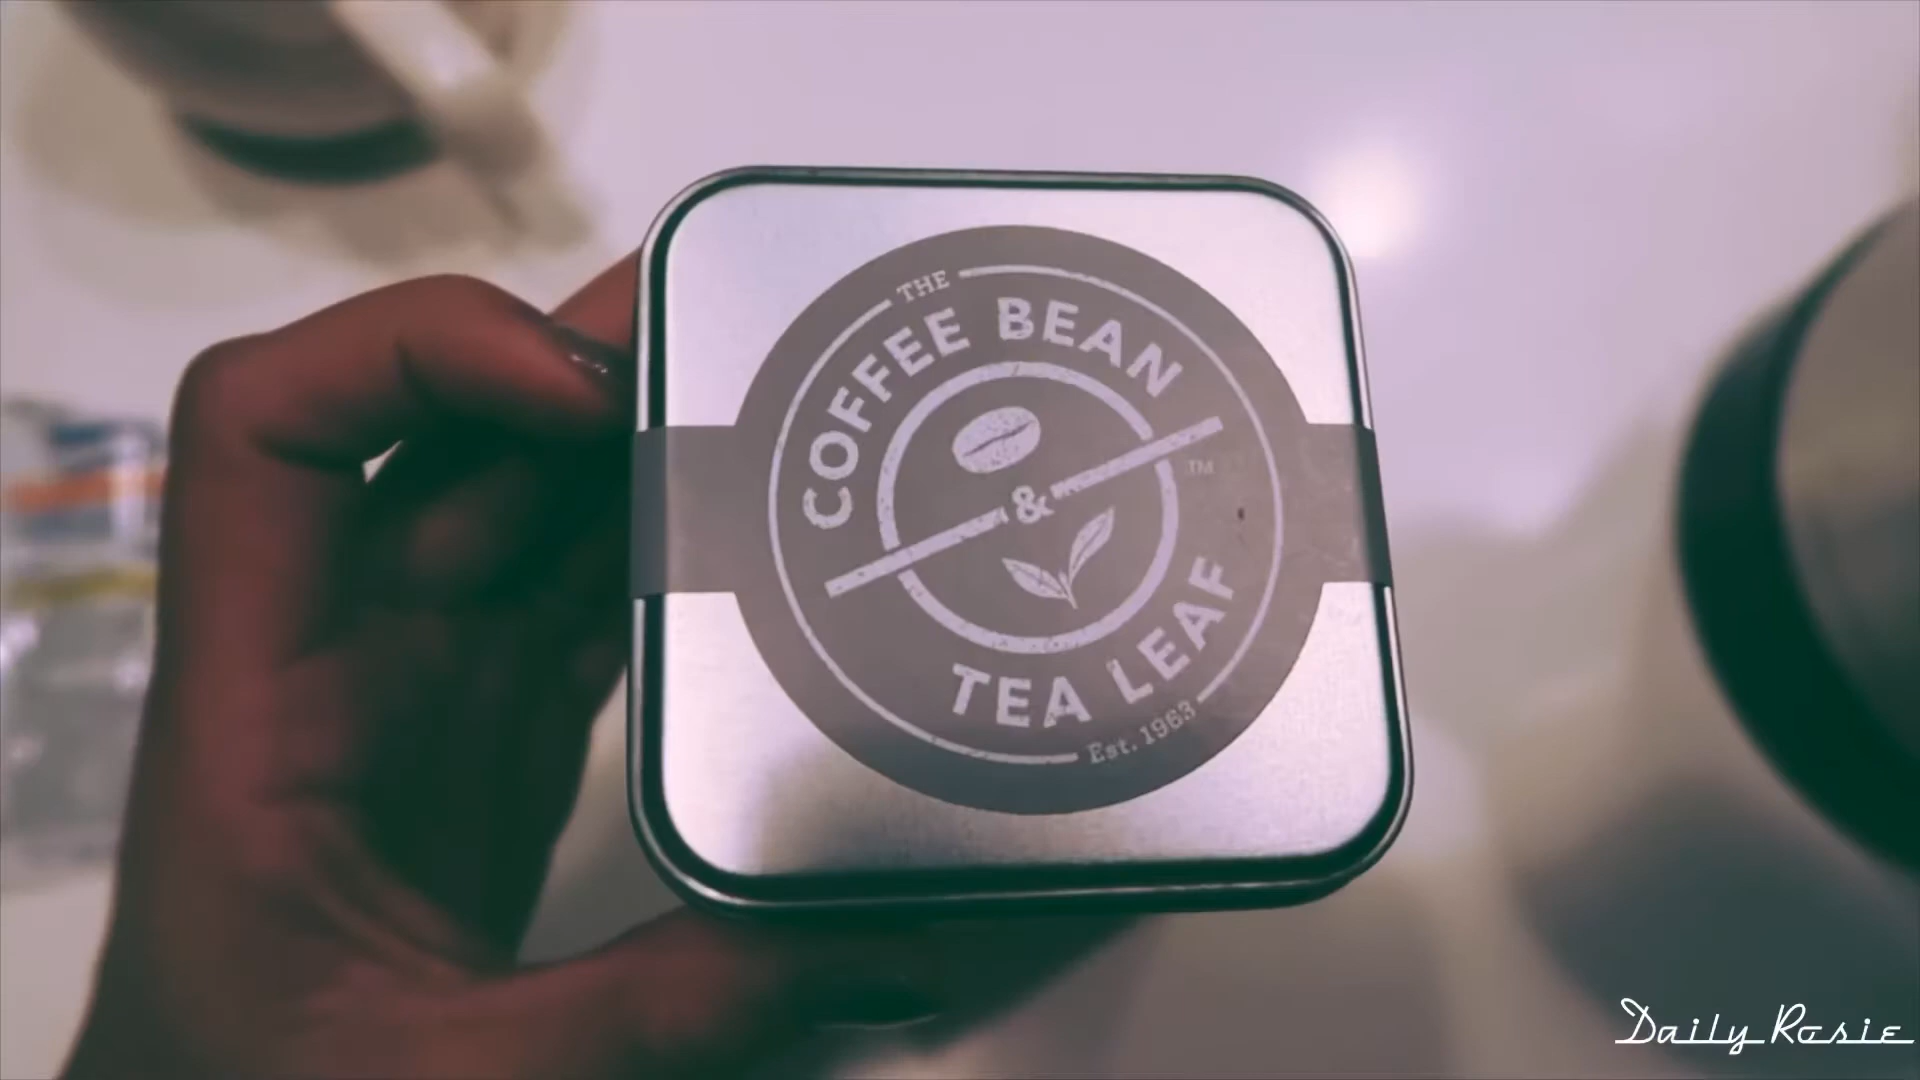 THE
COFFEE BEAN
&
TM
TEA LEAF
Est. 1963
Daily Rosie